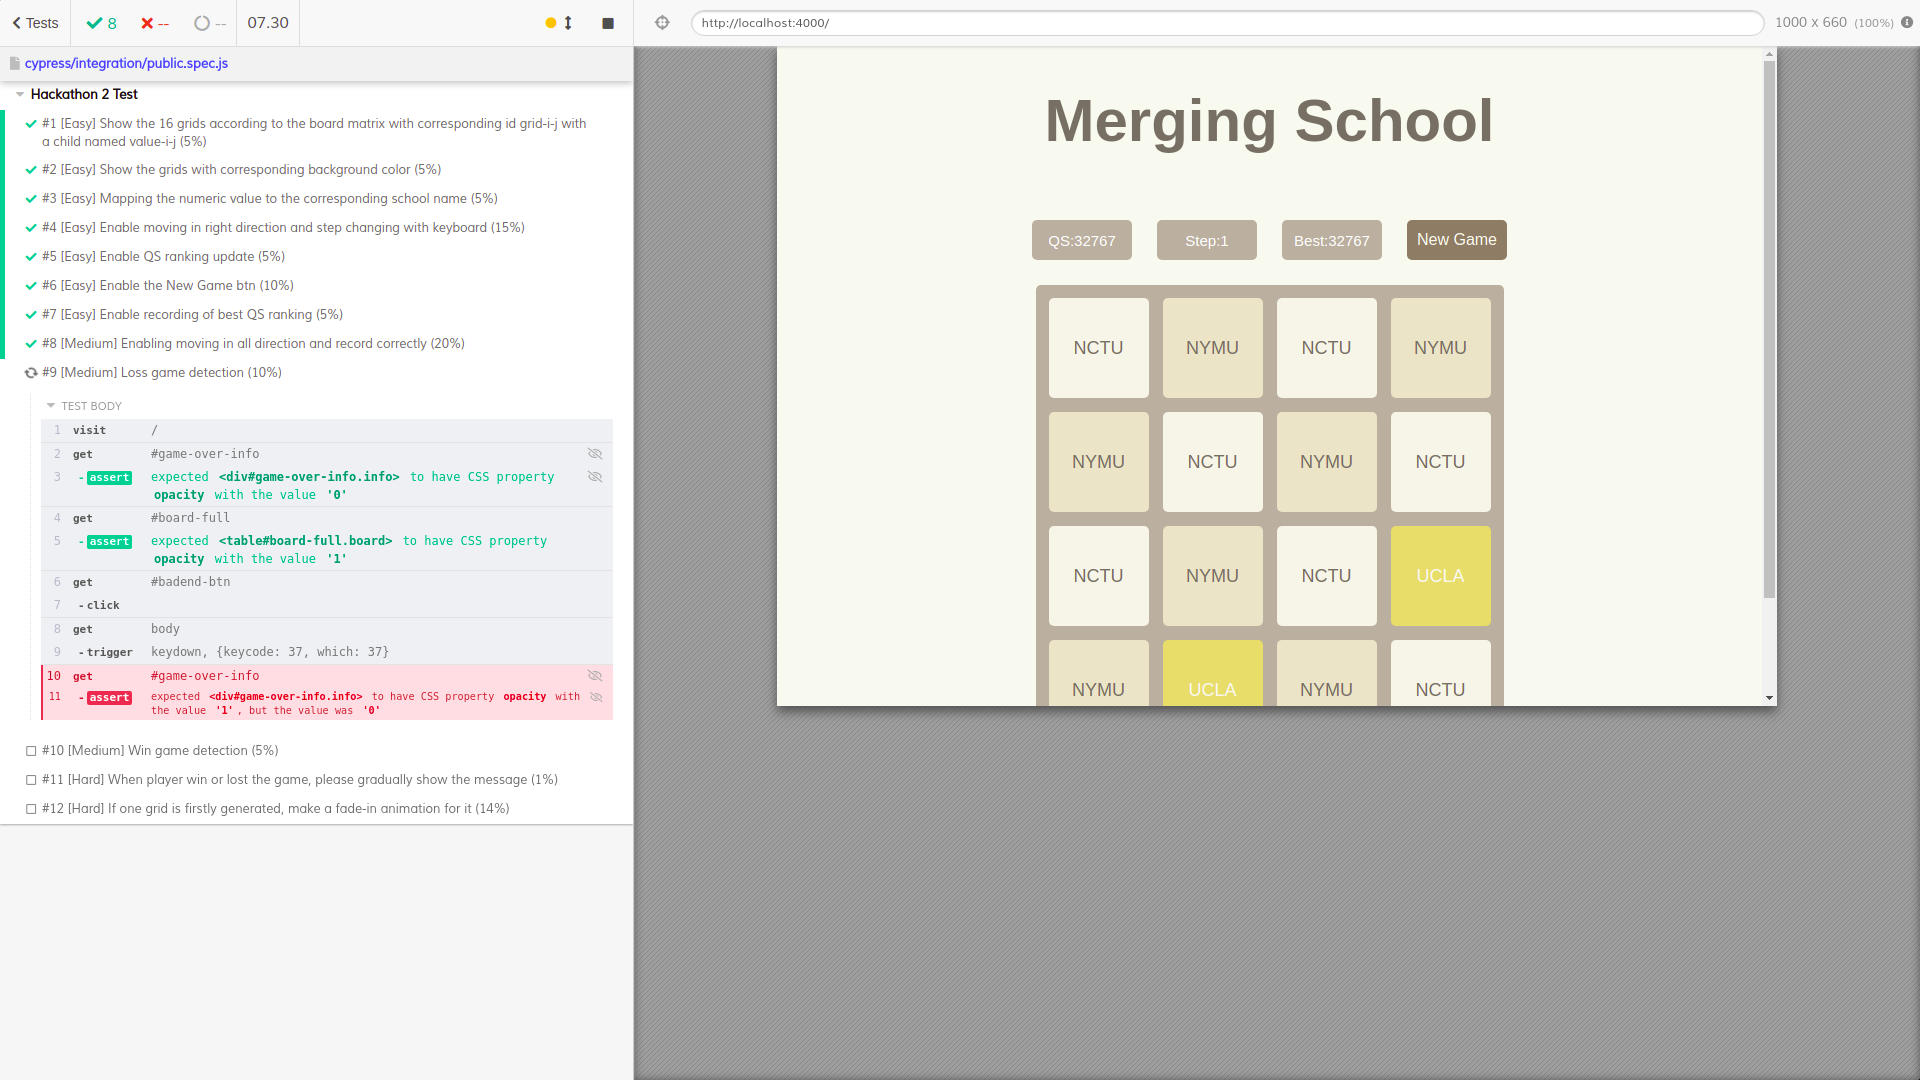 Tests
8
--
--
07.30
http://localhost:4000/
1000 x 660 (100%)
cypress/integration/public.spec.js
Hackathon 2 Test
#1 [Easy] Show the 16 grids according to the board matrix with corresponding id grid-i-j with
a child named value-i-j (5%)
#2 [Easy] Show the grids with corresponding background color (5%)
#3 [Easy] Mapping the numeric value to the corresponding school name (5%)
#4 [Easy] Enable moving in right direction and step changing with keyboard (15%)
#5 [Easy] Enable QS ranking update (5%)
#6 [Easy] Enable the New Game btn (10%)
#7 [Easy] Enable recording of best QS ranking (5%)
#8 [Medium] Enabling moving in all direction and record correctly (20%)
#9 [Medium] Loss game detection (10%)
TEST BODY
1 visit /
2 get #game-over-info
3 -assert expected <div#game-over-info.info> to have CSS property
opacity with the value '0'
4 get #board-full
5 -assert expected <table#board-full.board> to have CSS property
opacity with the value '1'
6 get #badend-btn
7 -click
8 get body
9 -trigger keydown, {keycode: 37, which: 37}
10 get #game-over-info
11 -assert expected <div#game-over-info.info> to have CSS property opacity with
the value '1', but the value was '0'
#10 [Medium] Win game detection (5%)
#11 [Hard] When player win or lost the game, please gradually show the message (1%)
#12 [Hard] If one grid is firstly generated, make a fade-in animation for it (14%)
Merging School
QS:32767 Step:1 Best:32767 New Game
NCTU NYMU NCTU NYMU
NYMU NCTU NYMU NCTU
NCTU NYMU NCTU UCLA
NYMU UCLA NYMU NCTU